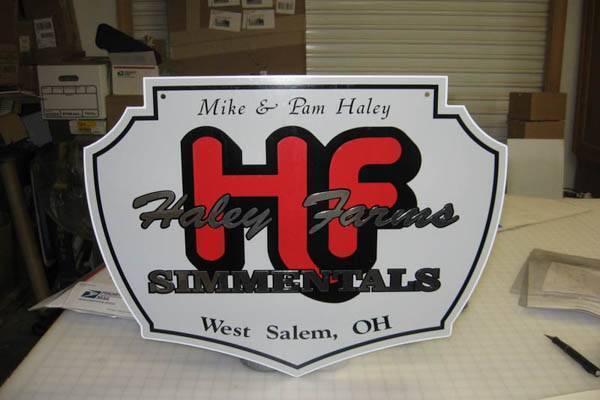 Mike & Pam Haley
HF
Haley Farms
SIMMENTALS
West Salem, OH